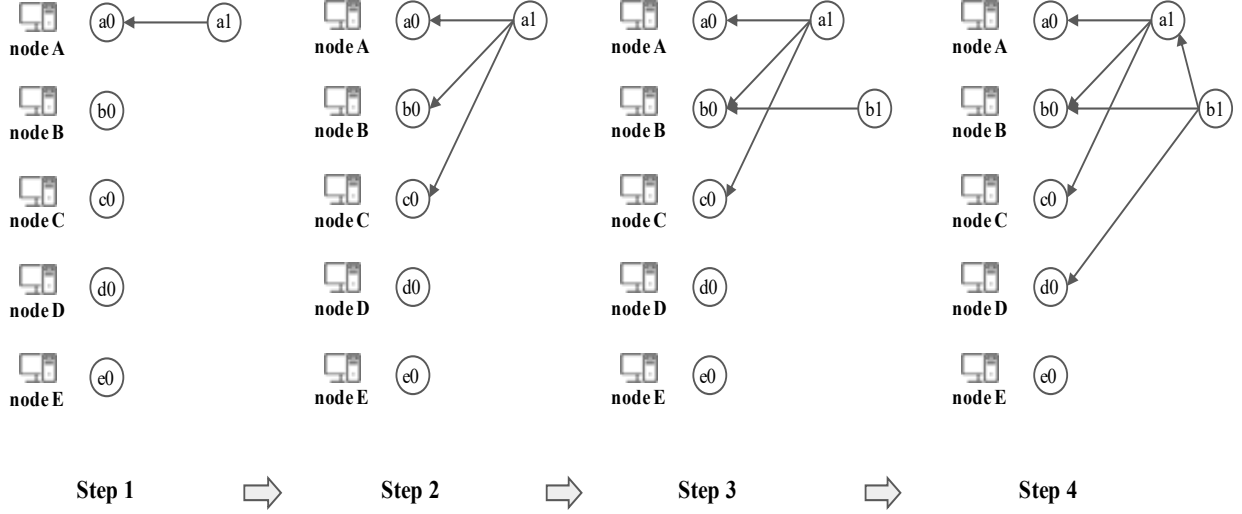 a0 a1 a0 a1 a0 a1 a0 a1
node A node A node A node A
b0 b0 b0 b1 b0 b1
node B node B node B node B
c0 c0 c0 c0
node C node C node C node C
d0 d0 d0 d0
node D node D node D node D
e0 e0 e0 e0
node E node E node E node E
Step 1 Step 2 Step 3 Step 4